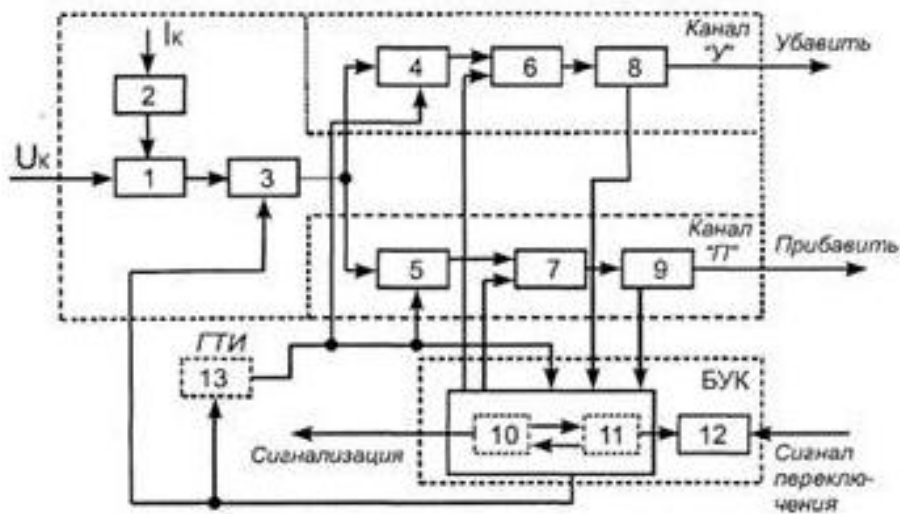 Iк
Канал
"У"
Убавить
4
6
8
2
Uк
1
3
Канал
"П"
Прибавить
5
7
9
ГТИ
13
БУК
10
11
12
Сигнализация
Сигнал
переклю-
чения